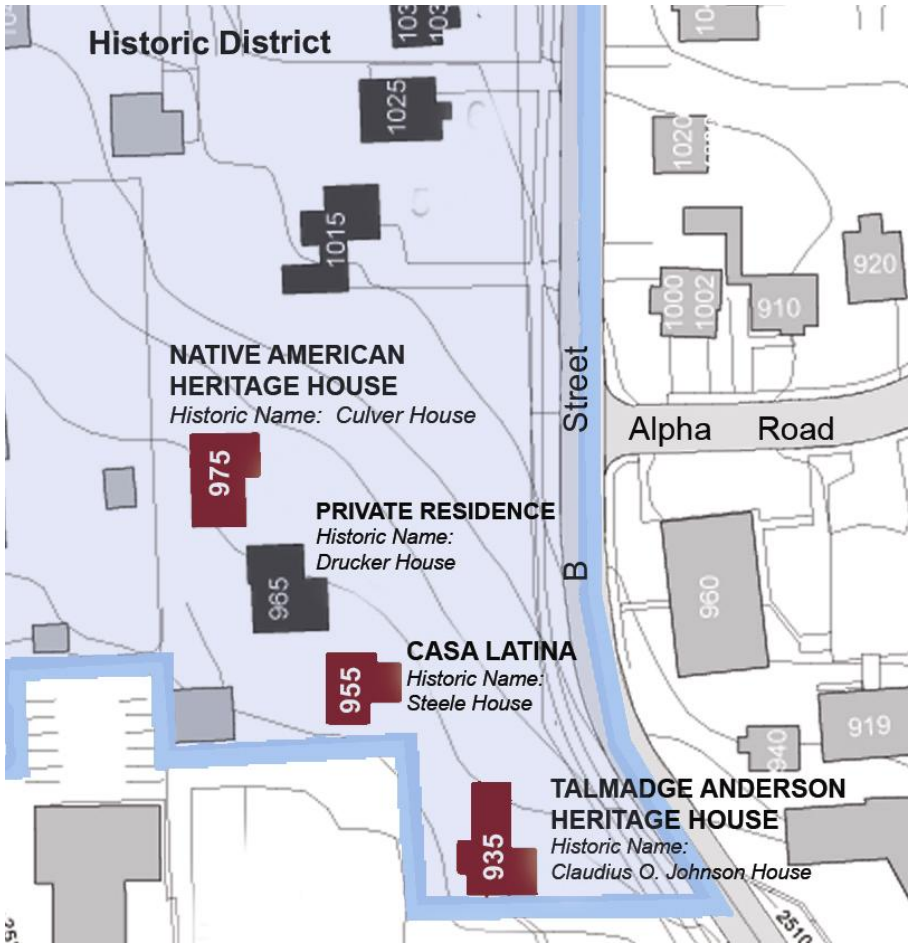 Historic District
1025
1020
1015
1000
1002
910
920
NATIVE AMERICAN
HERITAGE HOUSE
Historic Name: Culver House
Street
B
Alpha Road
975
PRIVATE RESIDENCE
Historic Name:
Drucker House
965
960
CASA LATINA
Historic Name:
Steele House
955
919
940
TALMADGE ANDERSON
HERITAGE HOUSE
Historic Name:
Claudius O. Johnson House
935
2510